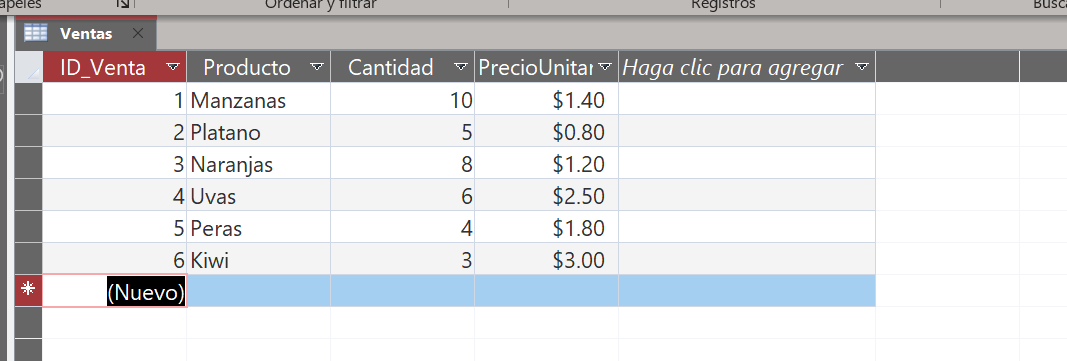 Ordenar y filtrar Registros
Ventas
ID_Venta Producto Cantidad PrecioUnitar Haga clic para agregar
1 Manzanas 10 $1.40
2 Platano 5 $0.80
3 Naranjas 8 $1.20
4 Uvas 6 $2.50
5 Peras 4 $1.80
6 Kiwi 3 $3.00
(Nuevo)